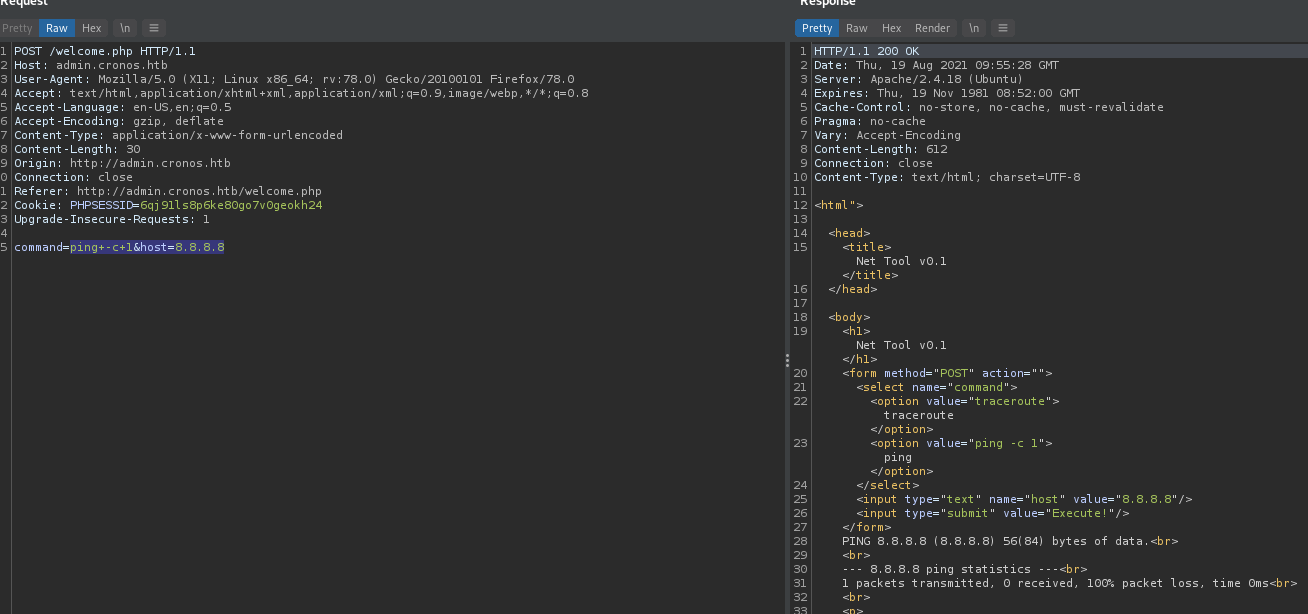 Request
Pretty Raw Hex \n ≡
1 POST /welcome.php HTTP/1.1
2 Host: admin.cronos.htb
3 User-Agent: Mozilla/5.0 (X11; Linux x86_64; rv:78.0) Gecko/20100101 Firefox/78.0
4 Accept: text/html,application/xhtml+xml,application/xml;q=0.9,image/webp,*/*;q=0.8
5 Accept-Language: en-US,en;q=0.5
6 Accept-Encoding: gzip, deflate
7 Content-Type: application/x-www-form-urlencoded
8 Content-Length: 30
9 Origin: http://admin.cronos.htb
0 Connection: close
1 Referer: http://admin.cronos.htb/welcome.php
2 Cookie: PHPSESSID=6qj91ls8p6ke80go7v0geokh24
3 Upgrade-Insecure-Requests: 1
4
5 command=ping+-c+1&host=8.8.8.8
Response
Pretty Raw Hex Render \n ≡
1 HTTP/1.1 200 OK
2 Date: Thu, 19 Aug 2021 09:55:28 GMT
3 Server: Apache/2.4.18 (Ubuntu)
4 Expires: Thu, 19 Nov 1981 08:52:00 GMT
5 Cache-Control: no-store, no-cache, must-revalidate
6 Pragma: no-cache
7 Vary: Accept-Encoding
8 Content-Length: 612
9 Connection: close
10 Content-Type: text/html; charset=UTF-8
11
12 <html">
13
14 <head>
15 <title>
Net Tool v0.1
</title>
16 </head>
17
18 <body>
19 <h1>
Net Tool v0.1
</h1>
20 <form method="POST" action="">
21 <select name="command">
22 <option value="traceroute">
traceroute
</option>
23 <option value="ping -c 1">
ping
</option>
24 </select>
25 <input type="text" name="host" value="8.8.8.8"/>
26 <input type="submit" value="Execute!"/>
27 </form>
28 PING 8.8.8.8 (8.8.8.8) 56(84) bytes of data.<br>
29 <br>
30 --- 8.8.8.8 ping statistics ---<br>
31 1 packets transmitted, 0 received, 100% packet loss, time 0ms<br>
32 <br>
33 <p>